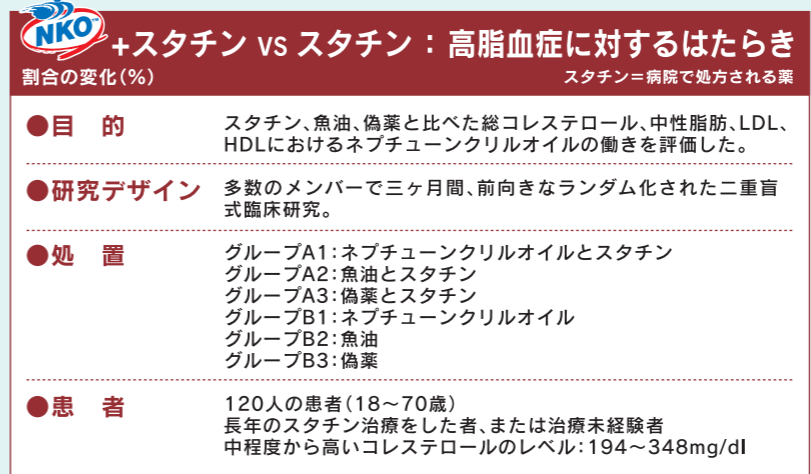 NKO
+スタチン VS スタチン:高脂血症に対するはたらき
割合の変化(%)
スタチン=病院で処方される薬
●目 的
スタチン、魚油、偽薬と比べた総コレステロール、中性脂肪、LDL、
HDLにおけるネプチューンクリルオイルの働きを評価した。
●研究デザイン
多数のメンバーで三ヶ月間、前向きなランダム化された二重盲
式臨床研究。
●処 置
グループA1:ネプチューンクリルオイルとスタチン
グループA2:魚油とスタチン
グループA3:偽薬とスタチン
グループB1:ネプチューンクリルオイル
グループB2:魚油
グループB3:偽薬
●患 者
120人の患者(18〜70歳)
長年のスタチン治療をした者、または治療未経験者
中程度から高いコレステロールのレベル:194〜348mg/dl